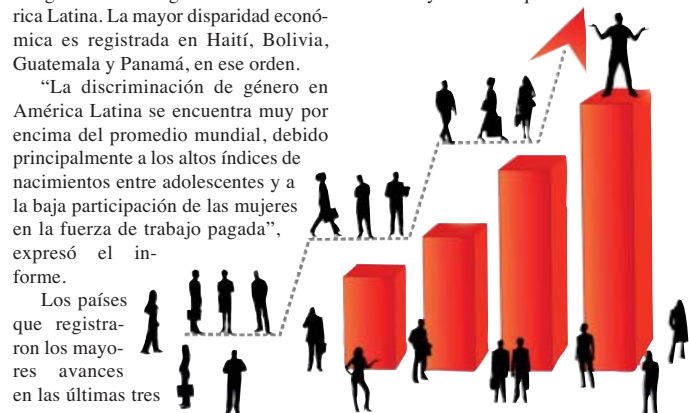 rica Latina. La mayor disparidad econó-
mica es registrada en Haití, Bolivia,
Guatemala y Panamá, en ese orden.
“La discriminación de género en
América Latina se encuentra muy por
encima del promedio mundial, debido
principalmente a los altos índices de
nacimientos entre adolescentes y a
la baja participación de las mujeres
en la fuerza de trabajo pagada”,
expresó el in-
forme.
Los países
que registra-
ron los mayo-
res avances
en las últimas tres